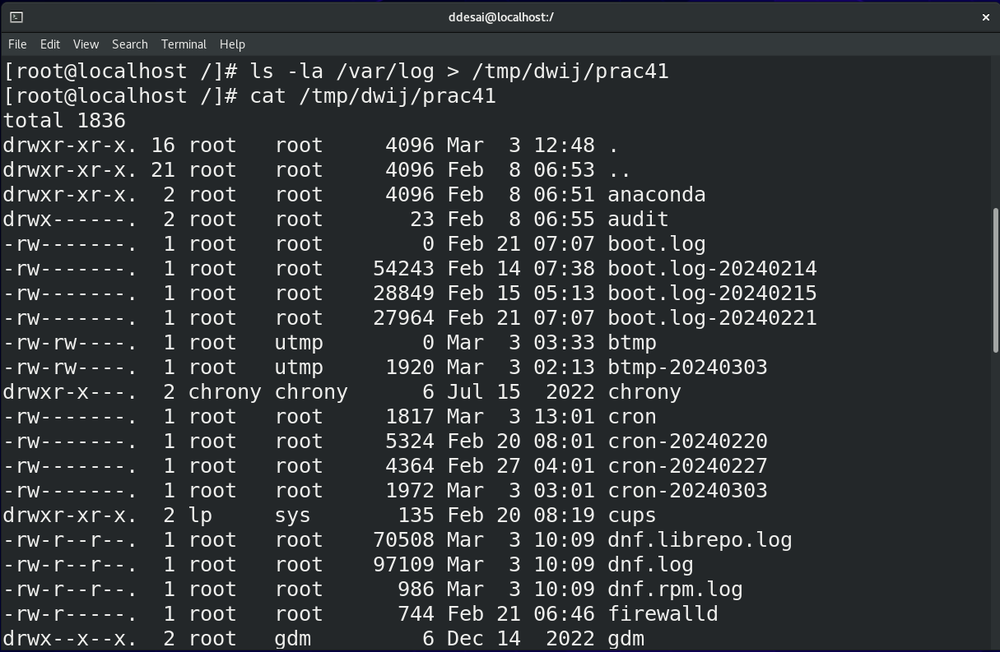 ddesai@localhost:/
File Edit View Search Terminal Help
[root@localhost /]# ls -la /var/log > /tmp/dwij/prac41
[root@localhost /]# cat /tmp/dwij/prac41
total 1836
drwxr-xr-x. 16 root   root     4096 Mar  3 12:48 .
drwxr-xr-x. 21 root   root     4096 Feb  8 06:53 ..
drwxr-xr-x.  2 root   root     4096 Feb  8 06:51 anaconda
drwx------.  2 root   root       23 Feb  8 06:55 audit
-rw-------.  1 root   root        0 Feb 21 07:07 boot.log
-rw-------.  1 root   root    54243 Feb 14 07:38 boot.log-20240214
-rw-------.  1 root   root    28849 Feb 15 05:13 boot.log-20240215
-rw-------.  1 root   root    27964 Feb 21 07:07 boot.log-20240221
-rw-rw----.  1 root   utmp        0 Mar  3 03:33 btmp
-rw-rw----.  1 root   utmp     1920 Mar  3 02:13 btmp-20240303
drwxr-x---.  2 chrony chrony      6 Jul 15  2022 chrony
-rw-------.  1 root   root     1817 Mar  3 13:01 cron
-rw-------.  1 root   root     5324 Feb 20 08:01 cron-20240220
-rw-------.  1 root   root     4364 Feb 27 04:01 cron-20240227
-rw-------.  1 root   root     1972 Mar  3 03:01 cron-20240303
drwxr-xr-x.  2 lp     sys       135 Feb 20 08:19 cups
-rw-r--r--.  1 root   root    70508 Mar  3 10:09 dnf.librepo.log
-rw-r--r--.  1 root   root    97109 Mar  3 10:09 dnf.log
-rw-r--r--.  1 root   root      986 Mar  3 10:09 dnf.rpm.log
-rw-r-----.  1 root   root      744 Feb 21 06:46 firewalld
drwx--x--x.  2 root   gdm         6 Dec 14  2022 gdm